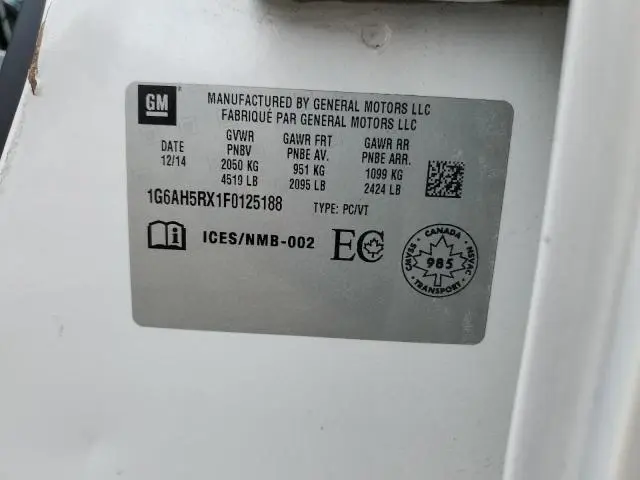 GM
MANUFACTURED BY GENERAL MOTORS LLC
FABRIQUÉ PAR GENERAL MOTORS LLC
DATE
12/14
GVWR
PNBV
2050 KG
4519 LB
GAWR FRT
PNBE AV.
951 KG
2095 LB
GAWR RR
PNBE ARR.
1099 KG
2424 LB
1G6AH5RX1F0125188 TYPE: PC/VT
ICES/NMB-002 EC
CANADA
CMVSS NSVAC
985
TRANSPORT